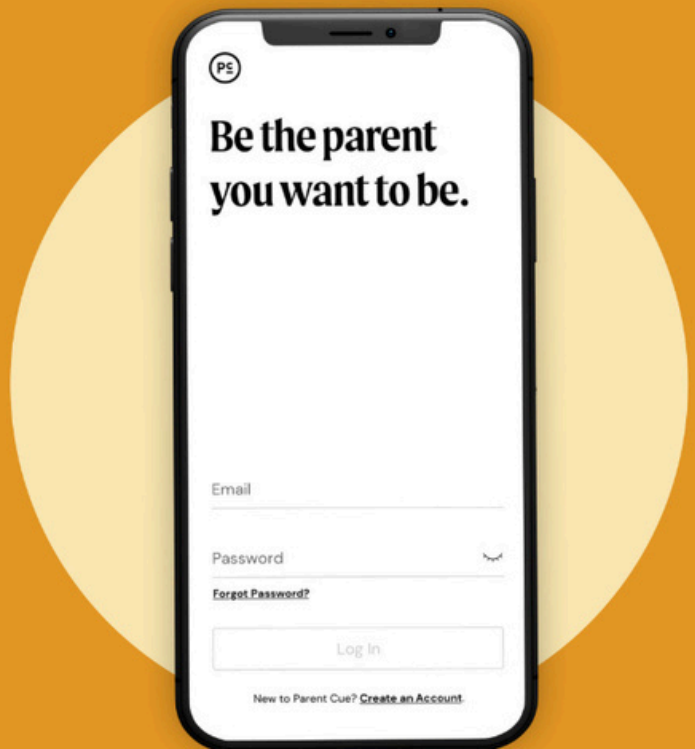 PC
Be the parent
you want to be.
Email
Password
Forgot Password?
Log In
New to Parent Cue? Create an Account.